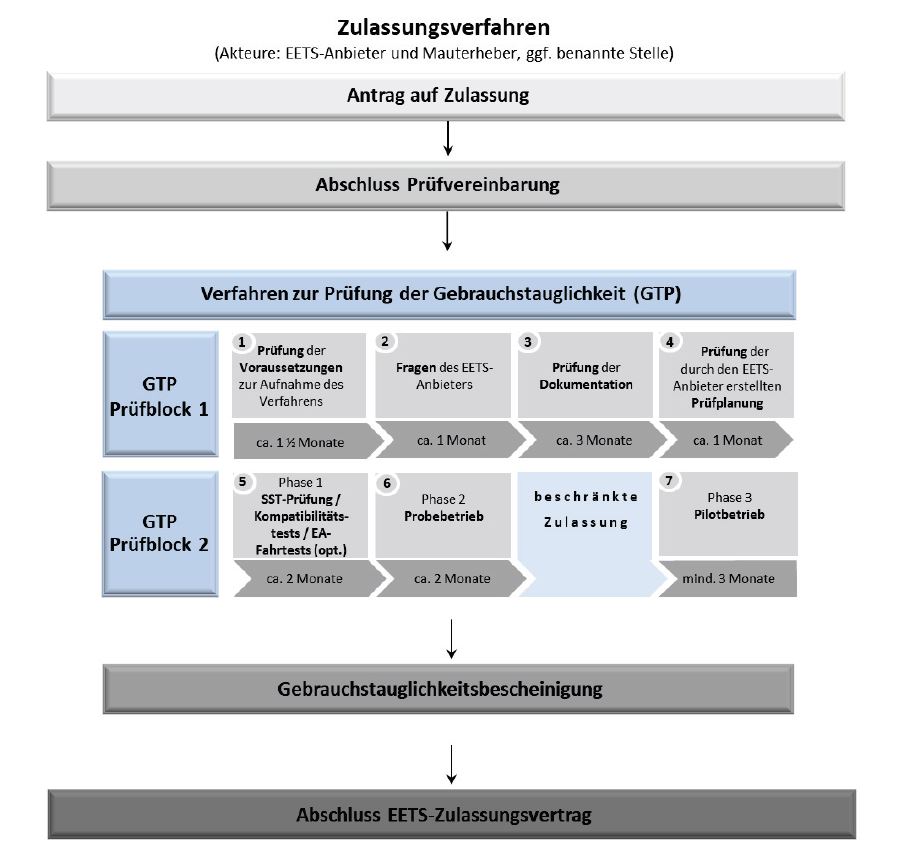 Zulassungsverfahren
(Akteure: EETS-Anbieter und Mauterheber, ggf. benannte Stelle)
Antrag auf Zulassung
Abschluss Prüfvereinbarung
Verfahren zur Prüfung der Gebrauchstauglichkeit (GTP)
GTP
Prüfblock 1
1
Prüfung der
Voraussetzungen
zur Aufnahme des
Verfahrens
ca. 1 ½ Monate
2
Fragen des EETS-
Anbieters
ca. 1 Monat
3
Prüfung der
Dokumentation
ca. 3 Monate
4
Prüfung der
durch den EETS-
Anbieter erstellten
Prüfplanung
ca. 1 Monat
GTP
Prüfblock 2
5
Phase 1
SST-Prüfung /
Kompatibilitäts-
tests / EA-
Fahrtests (opt.)
ca. 2 Monate
6
Phase 2
Probebetrieb
ca. 2 Monate
beschränkte
Zulassung
7
Phase 3
Pilotbetrieb
mind. 3 Monate
Gebrauchstauglichkeitsbescheinigung
Abschluss EETS-Zulassungsvertrag